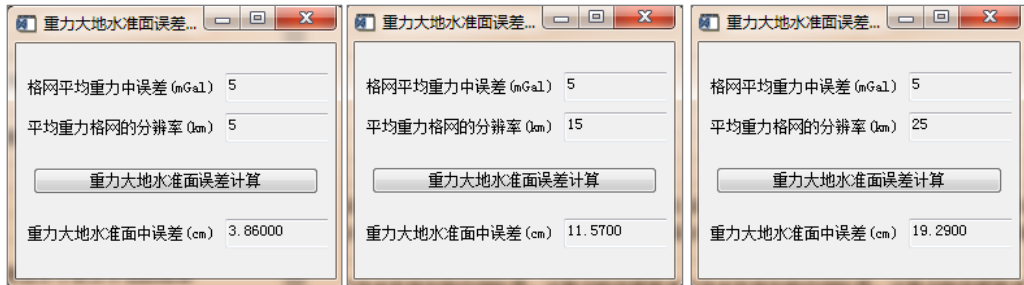 重力大地水准面误差...
格网平均重力中误差(mGal) 5
平均重力格网的分辨率(km) 5
重力大地水准面误差计算
重力大地水准面中误差(cm) 3.86000
重力大地水准面误差...
格网平均重力中误差(mGal) 5
平均重力格网的分辨率(km) 15
重力大地水准面误差计算
重力大地水准面中误差(cm) 11.5700
重力大地水准面误差...
格网平均重力中误差(mGal) 5
平均重力格网的分辨率(km) 25
重力大地水准面误差计算
重力大地水准面中误差(cm) 19.2900